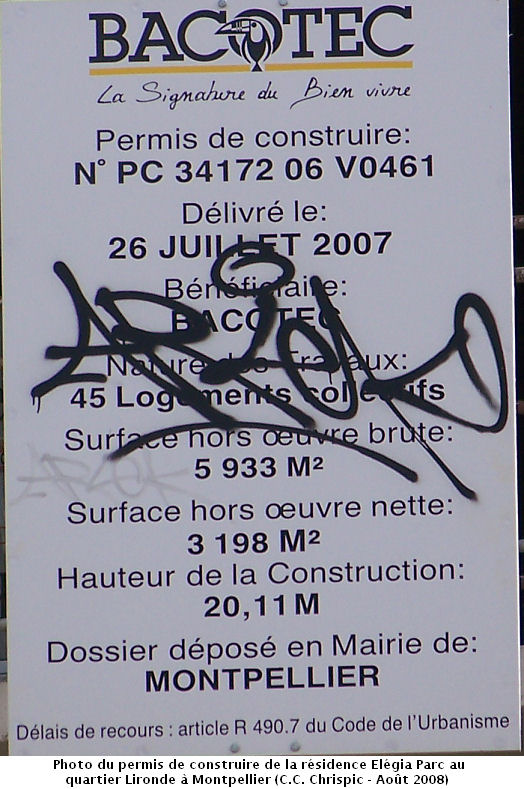 BACOTEC
La Signature du Bien vivre
Permis de construire:
N° PC 34172 06 V0461
Délivré le:
26 JUILLET 2007
Bénéficiaire:
BACOTEC
Nature des Travaux:
45 Logements collectifs
Surface hors œuvre brute:
5 933 M²
Surface hors œuvre nette:
3 198 M²
Hauteur de la Construction:
20,11 M
Dossier déposé en Mairie de:
MONTPELLIER
Délais de recours : article R 490.7 du Code de l'Urbanisme
Photo du permis de construire de la résidence Elégia Parc au
quartier Lironde à Montpellier (C.C. Chrispic - Août 2008)